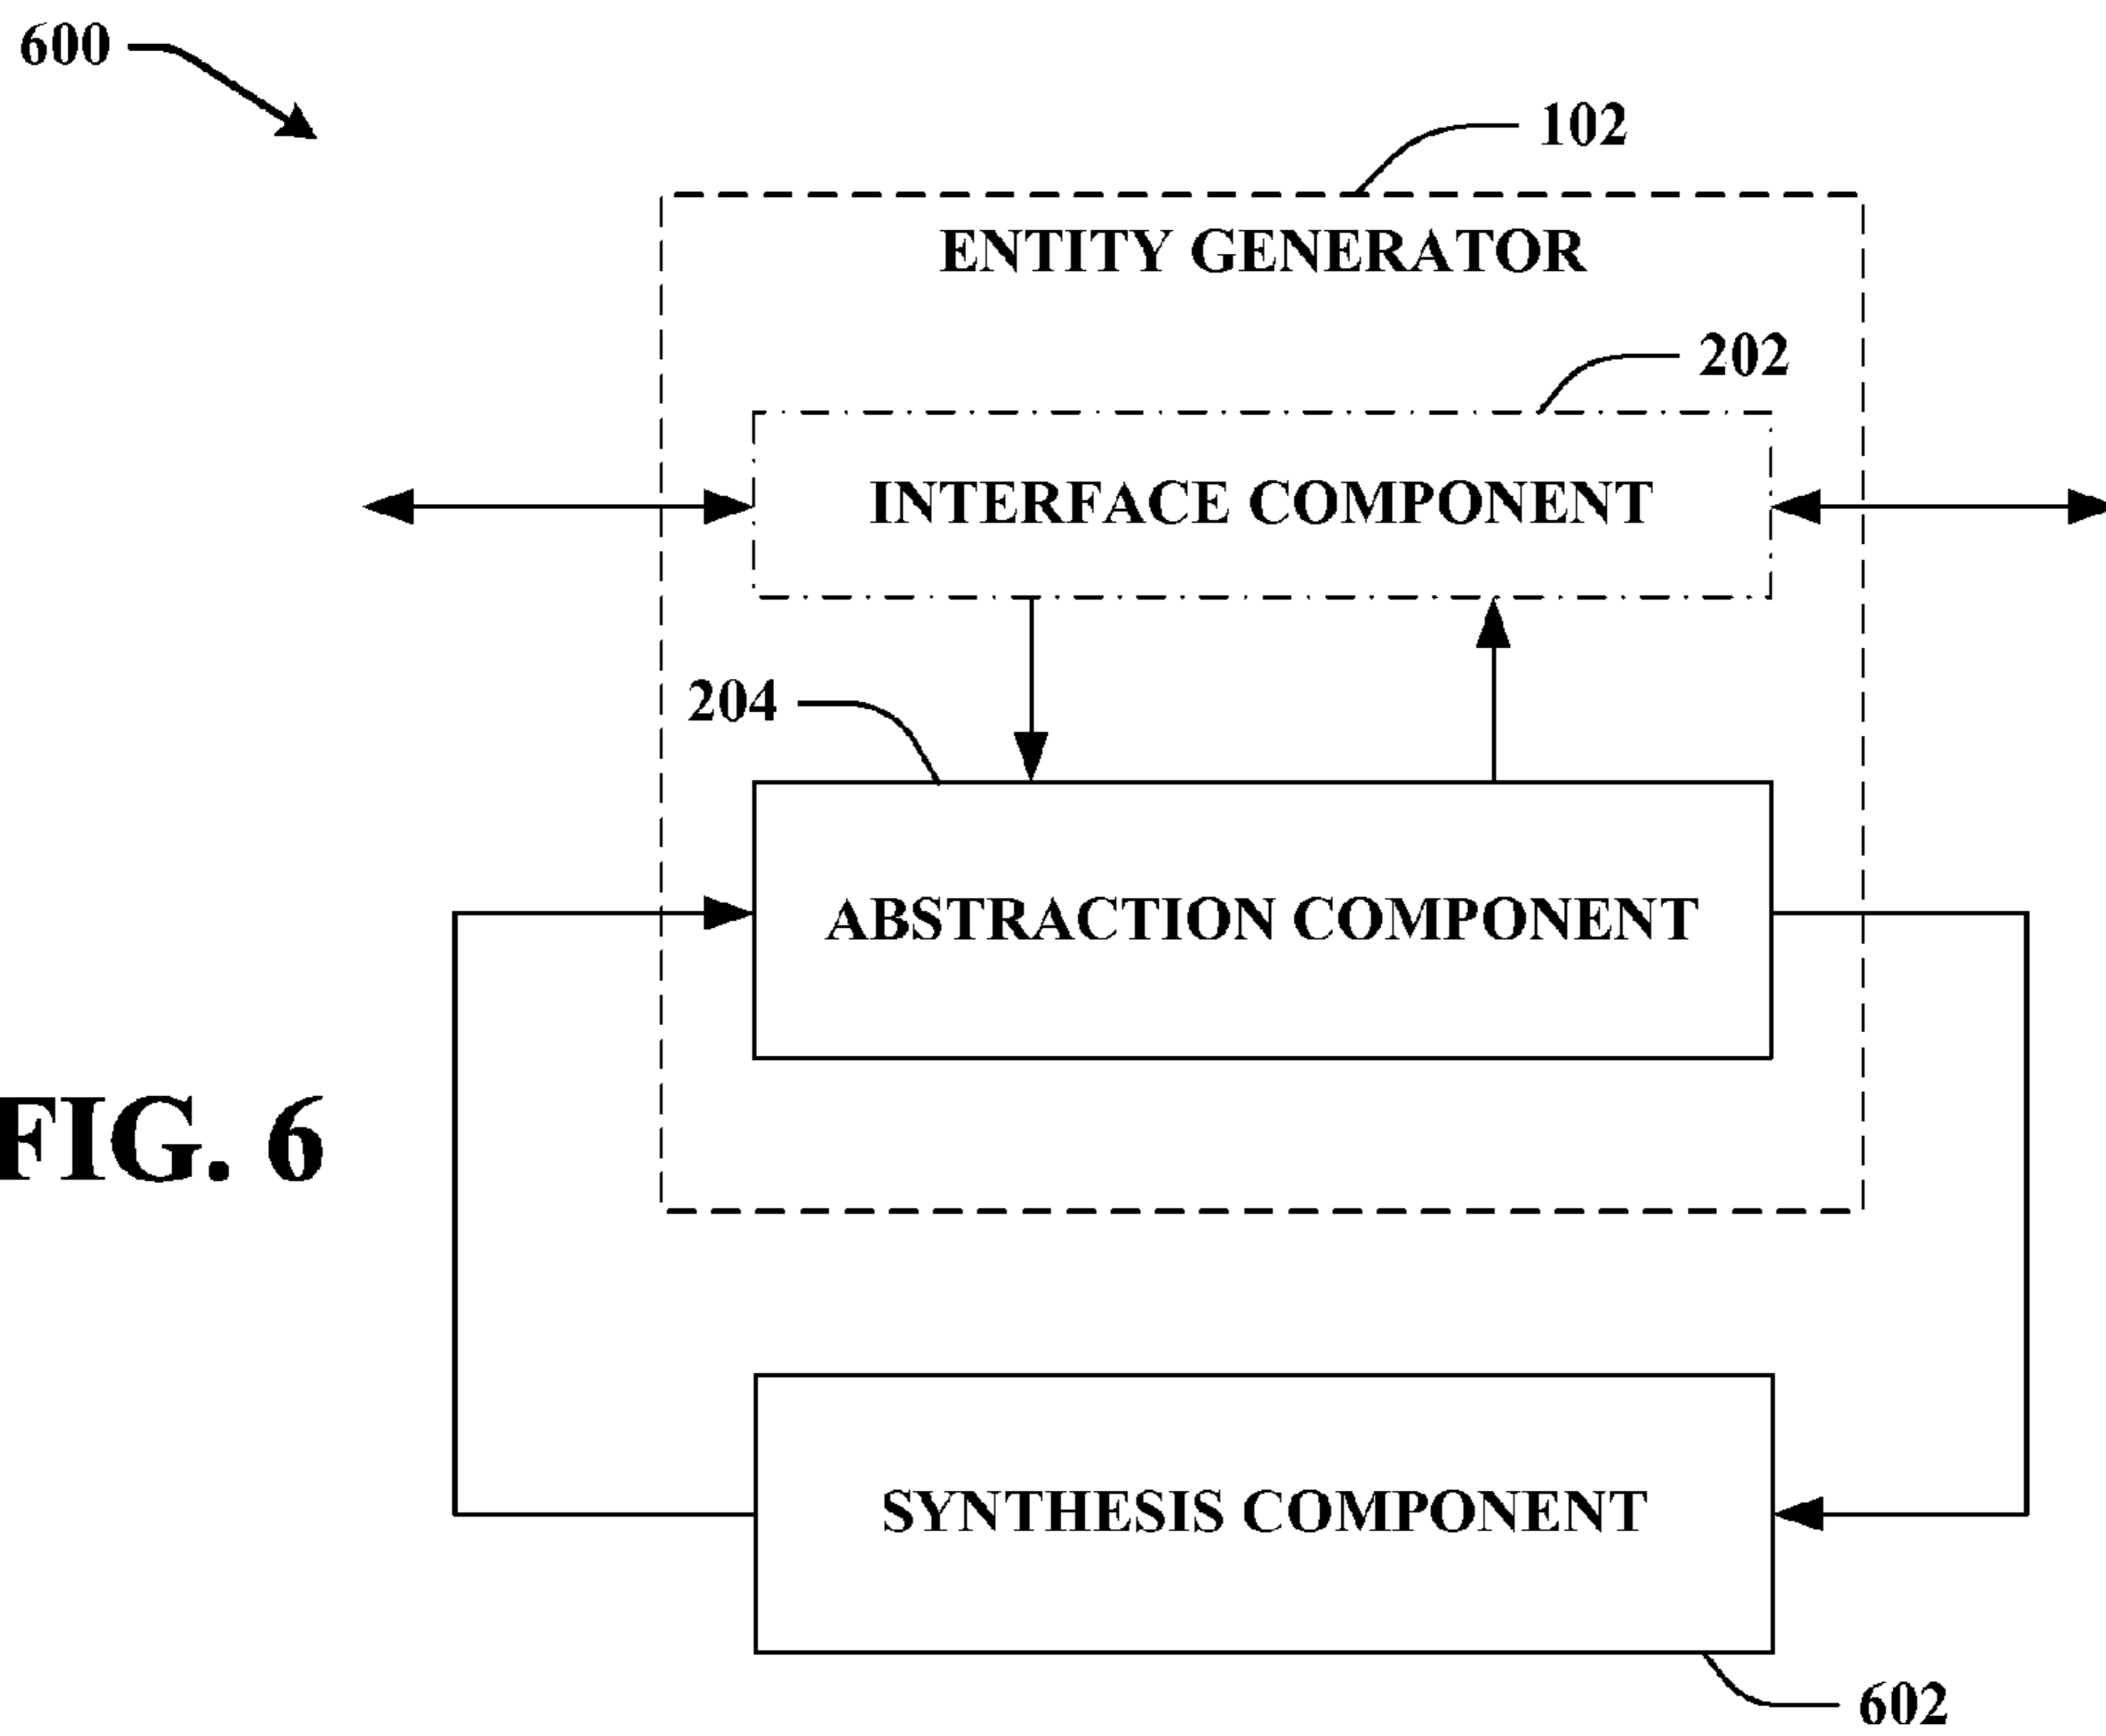 600
102
ENTITY GENERATOR
202
INTERFACE COMPONENT
204
ABSTRACTION COMPONENT
FIG. 6
SYNTHESIS COMPONENT
602